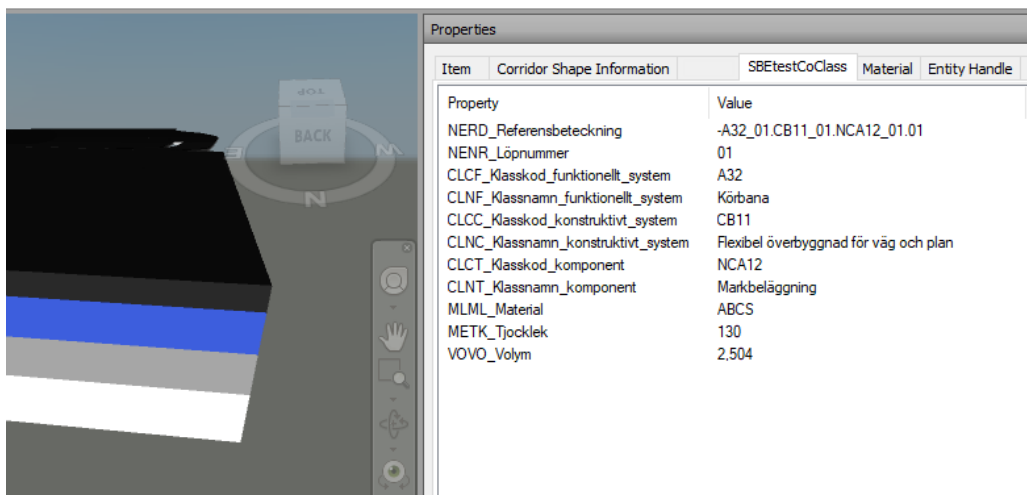 Properties
Item Corridor Shape Information SBEtestCoClass Material Entity Handle
Property Value
NERD_Referensbeteckning -A32_01.CB11_01.NCA12_01.01
NENR_Löpnummer 01
CLCF_Klasskod_funktionellt_system A32
CLNF_Klassnamn_funktionellt_system Körbana
CLCC_Klasskod_konstruktivt_system CB11
CLNC_Klassnamn_konstruktivt_system Flexibel överbyggnad för väg och plan
CLCT_Klasskod_komponent NCA12
CLNT_Klassnamn_komponent Markbeläggning
MLML_Material ABCS
METK_Tjocklek 130
VOVO_Volym 2,504
TOP
BACK
E
N